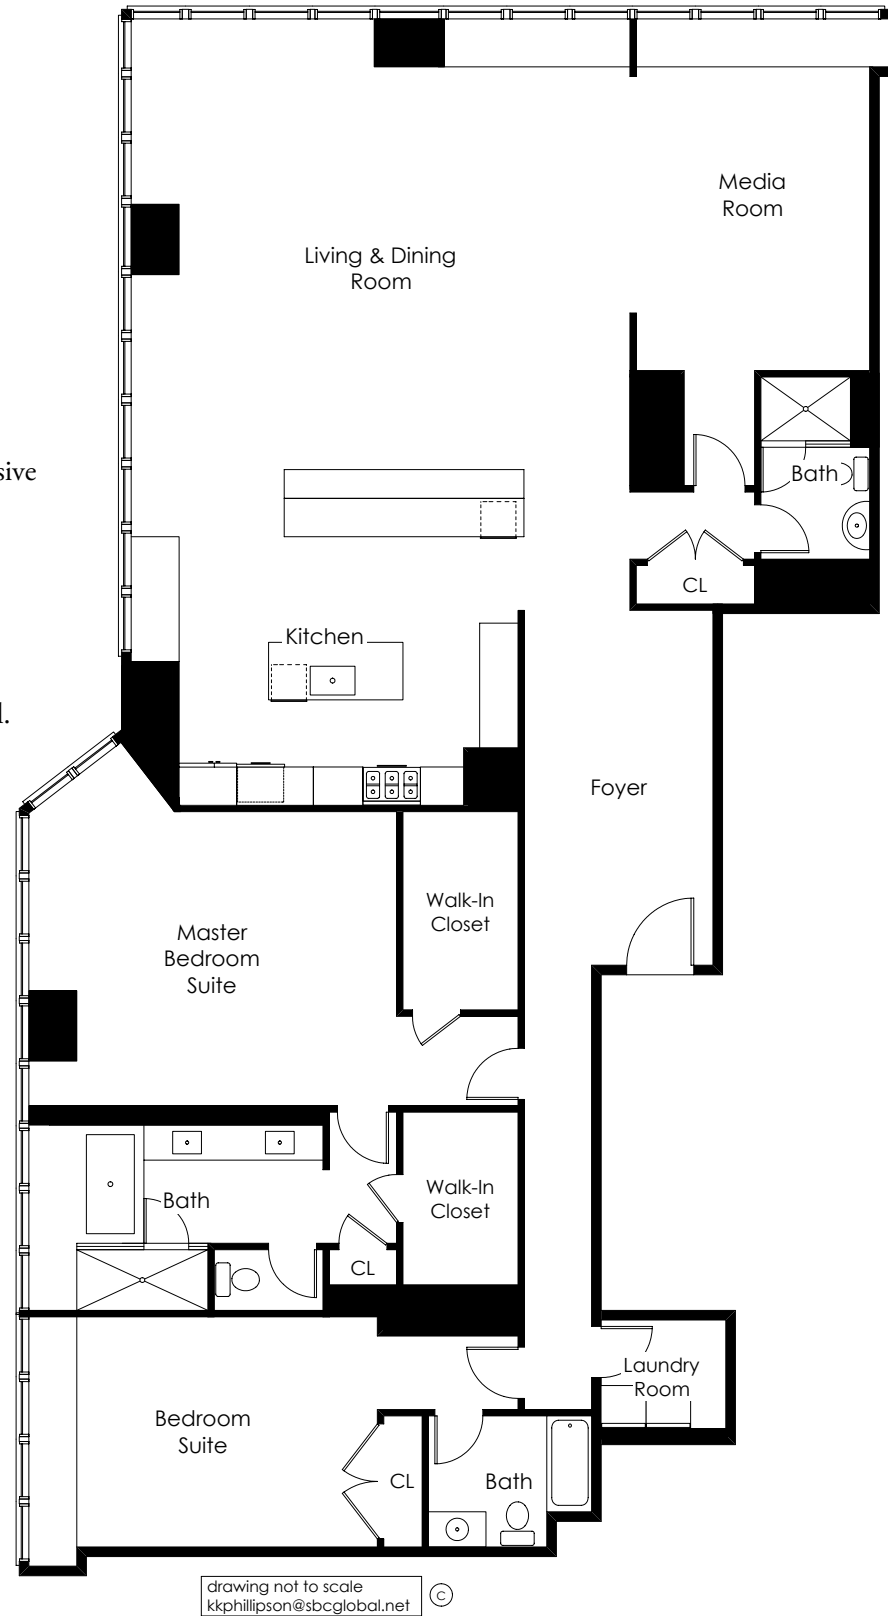 Media
Room
Living & Dining
Room
sive
Bath
CL
Kitchen
l.
Foyer
Walk-In
Closet
Master
Bedroom
Suite
Walk-In
Closet
Bath
CL
Laundry
Room
Bedroom
Suite
CL
Bath
drawing not to scale
kkphillipson@sbcglobal.net
©